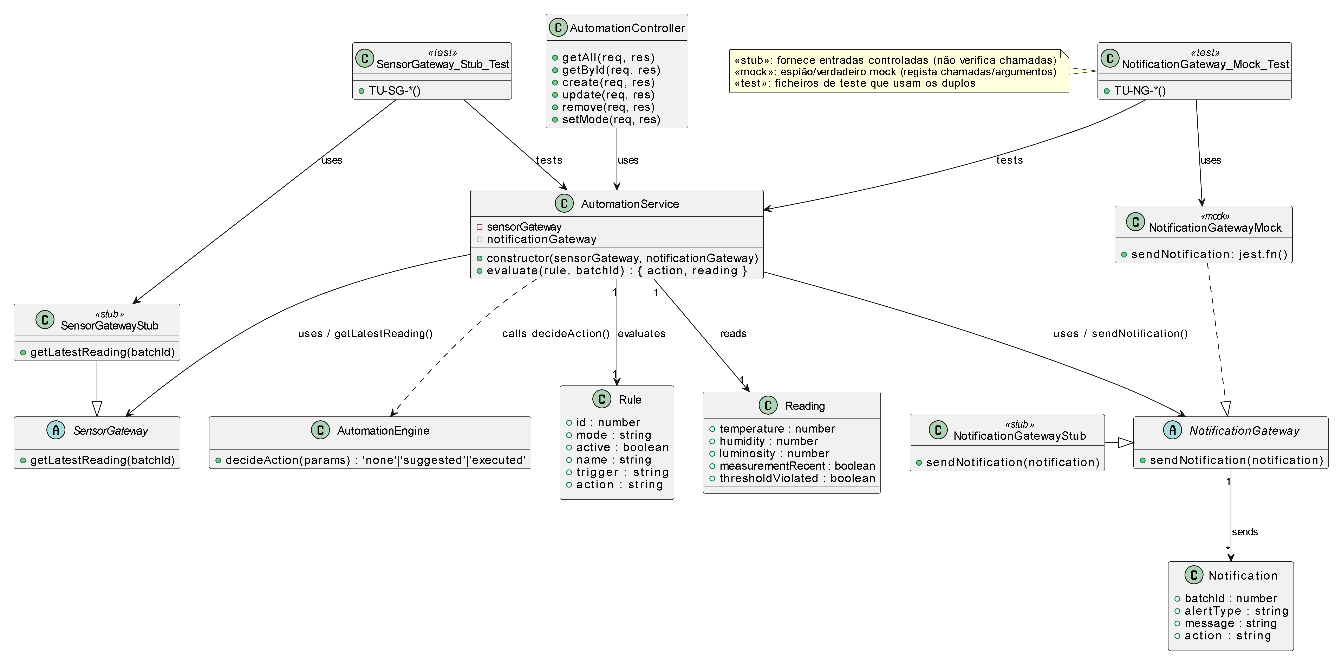 «test»
SensorGateway_Stub_Test
TU-SG-*()
AutomationController
getAll(req, res)
getById(req, res)
create(req, res)
update(req, res)
remove(req, res)
setMode(req, res)
«stub»: fornece entradas controladas (não verifica chamadas)
«mock»: espião/verdadeiro mock (regista chamadas/argumentos)
«test»: ficheiros de teste que usam os duplos
«test»
NotificationGateway_Mock_Test
TU-NG-*()
uses
tests
uses
tests
uses
AutomationService
sensorGateway
notificationGateway
constructor(sensorGateway, notificationGateway)
evaluate(rule, batchId) : { action, reading }
«mock»
NotificationGatewayMock
sendNotification: jest.fn()
«stub»
SensorGatewayStub
getLatestReading(batchId)
uses / getLatestReading()
calls decideAction()
1
evaluates
1
1
reads
1
uses / sendNotification()
SensorGateway
getLatestReading(batchId)
AutomationEngine
decideAction(params) : 'none'|'suggested'|'executed'
Rule
id : number
mode : string
active : boolean
name : string
trigger : string
action : string
Reading
temperature : number
humidity : number
luminosity : number
measurementRecent : boolean
thresholdViolated : boolean
«stub»
NotificationGatewayStub
sendNotification(notification)
NotificationGateway
sendNotification(notification)
1
sends
*
Notification
batchId : number
alertType : string
message : string
action : string